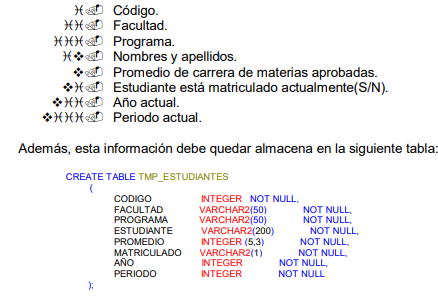 ♓♎ Código.
♓♓♎ Facultad.
♓♓♓♎ Programa.
♓❖♎ Nombres y apellidos.
❖♎ Promedio de carrera de materias aprobadas.
❖♓♎ Estudiante está matriculado actualmente(S/N).
❖♓♓♎ Año actual.
❖♓♓♓♎ Periodo actual.
Además, esta información debe quedar almacena en la siguiente tabla:
CREATE TABLE TMP_ESTUDIANTES
(
CODIGO INTEGER NOT NULL,
FACULTAD VARCHAR2(50) NOT NULL,
PROGRAMA VARCHAR2(50) NOT NULL,
ESTUDIANTE VARCHAR2(200) NOT NULL,
PROMEDIO INTEGER (5,3) NOT NULL,
MATRICULADO VARCHAR2(1) NOT NULL,
AÑO INTEGER NOT NULL,
PERIODO INTEGER NOT NULL
);